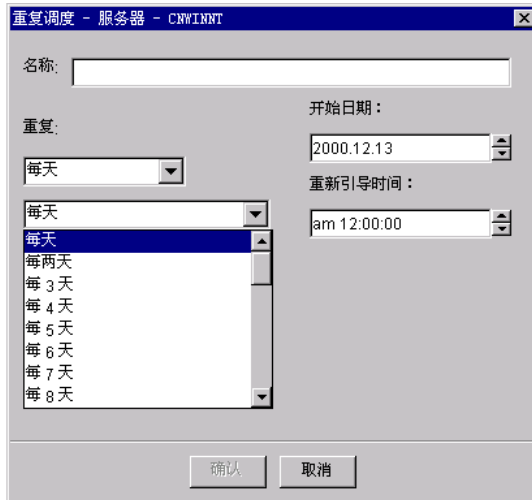 重复调度 - 服务器 - CNWINNT
名称:
重复:
每天
每天
每天
每两天
每 3 天
每 4 天
每 5 天
每 6 天
每 7 天
每 8 天
开始日期：
2000.12.13
重新引导时间：
am 12:00:00
确认
取消